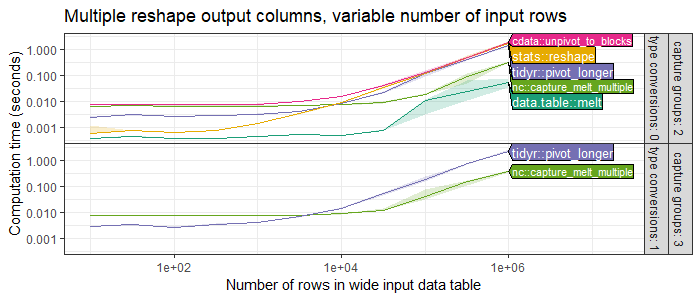 Multiple reshape output columns, variable number of input rows
Computation time (seconds)
1.000
0.100
0.010
0.001
cdata::unpivot_to_blocks
stats::reshape
tidyr::pivot_longer
nc::capture_melt_multiple
data.table::melt
capture groups: 2
type conversions: 0
1.000
0.100
0.010
0.001
tidyr::pivot_longer
nc::capture_melt_multiple
capture groups: 3
type conversions: 1
1e+02
1e+04
1e+06
Number of rows in wide input data table